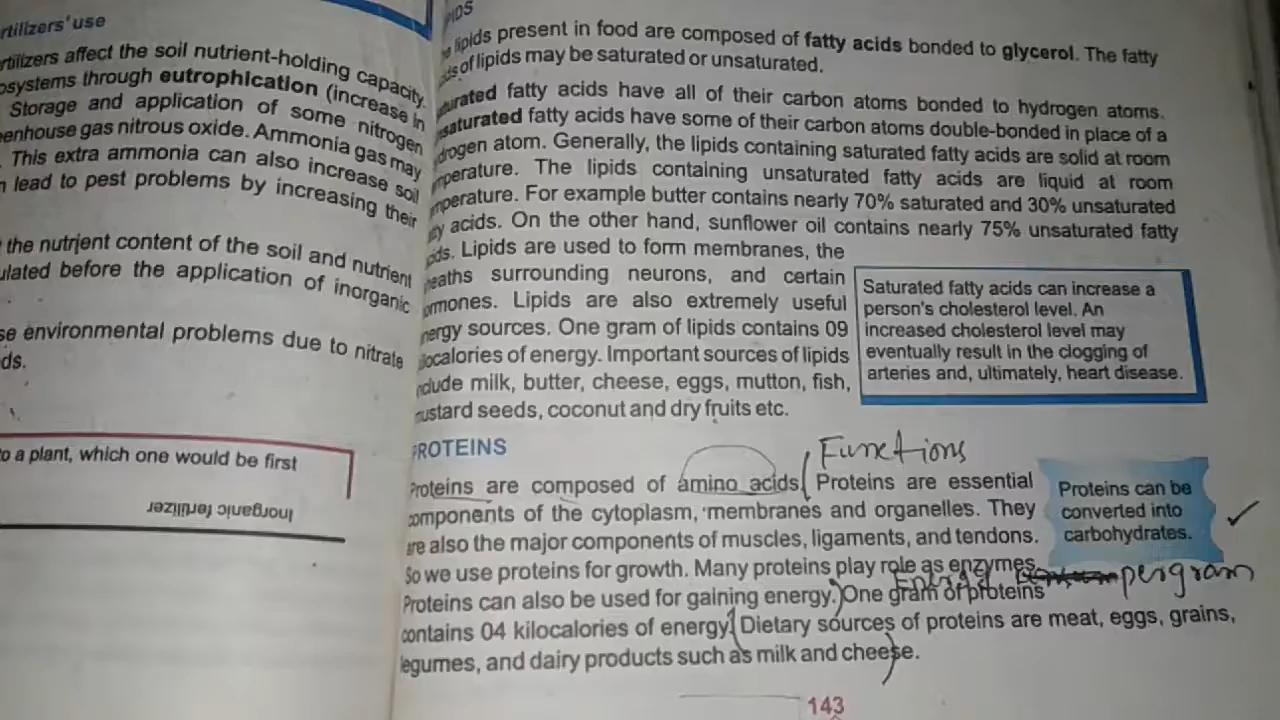 rtilizers' use
rtilizers affect the soil nutrient-holding capacity.
osystems through eutrophication (increase in
Storage and application of some nitrogen
eenhouse gas nitrous oxide. Ammonia gas may
. This extra ammonia can also increase soil
n lead to pest problems by increasing their
the nutrient content of the soil and nutrient
ulated before the application of inorganic
se environmental problems due to nitrate
ds.
to a plant, which one would be first
Inorganic fertilizer
PIDS
e lipids present in food are composed of fatty acids bonded to glycerol. The fatty
ids of lipids may be saturated or unsaturated.
turated fatty acids have all of their carbon atoms bonded to hydrogen atoms.
nsaturated fatty acids have some of their carbon atoms double-bonded in place of a
drogen atom. Generally, the lipids containing saturated fatty acids are solid at room
mperature. The lipids containing unsaturated fatty acids are liquid at room
mperature. For example butter contains nearly 70% saturated and 30% unsaturated
ty acids. On the other hand, sunflower oil contains nearly 75% unsaturated fatty
ids. Lipids are used to form membranes, the
eaths surrounding neurons, and certain
ormones. Lipids are also extremely useful
nergy sources. One gram of lipids contains 09
ilocalories of energy. Important sources of lipids
nclude milk, butter, cheese, eggs, mutton, fish,
mustard seeds, coconut and dry fruits etc.
Saturated fatty acids can increase a
person's cholesterol level. An
increased cholesterol level may
eventually result in the clogging of
arteries and, ultimately, heart disease.
PROTEINS
Functions
Proteins are composed of amino acids. Proteins are essential
components of the cytoplasm, membranes and organelles. They
are also the major components of muscles, ligaments, and tendons.
So we use proteins for growth. Many proteins play role as enzymes.
Energy per gram
Proteins can also be used for gaining energy. One gram of proteins
contains 04 kilocalories of energy. Dietary sources of proteins are meat, eggs, grains,
legumes, and dairy products such as milk and cheese.
Proteins can be
converted into
carbohydrates.
143